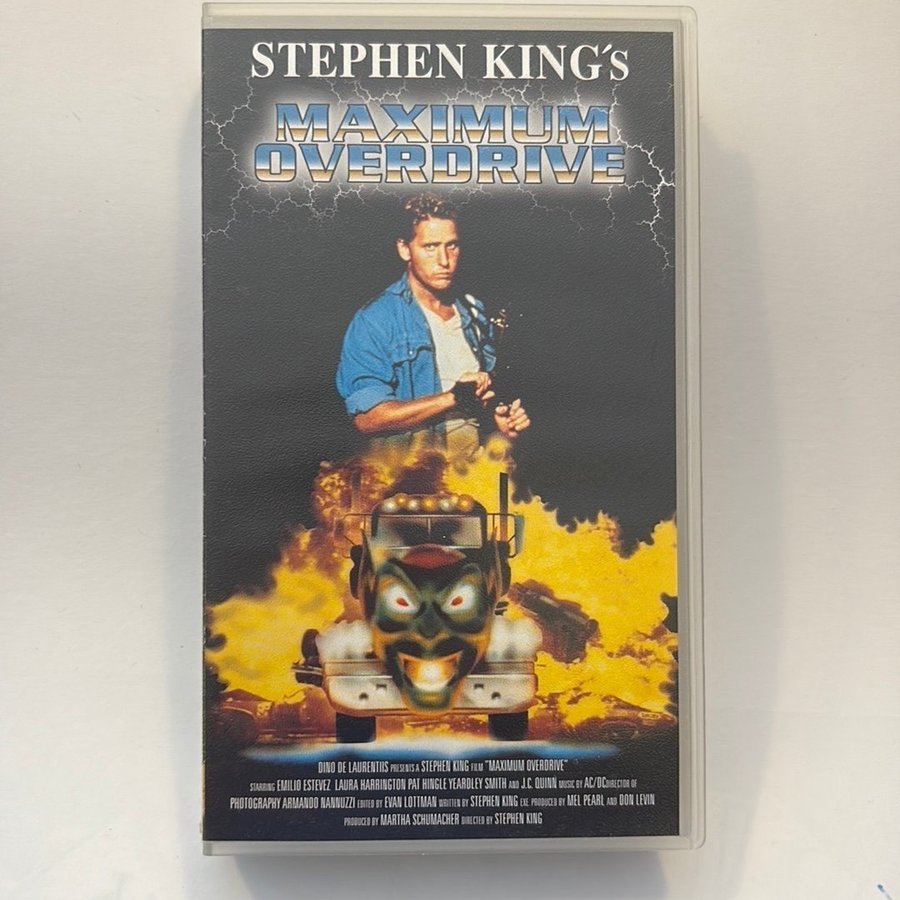 STEPHEN KING´s
MAXIMUM
OVERDRIVE
DINO DE LAURENTIIS PRESENTS A STEPHEN KING FILM "MAXIMUM OVERDRIVE"
STARRING EMILIO ESTEVEZ LAURA HARRINGTON PAT HINGLE YEARDLEY SMITH AND J.C. QUINN MUSIC BY AC/DC DIRECTOR OF
PHOTOGRAPHY ARMANDO NANNUZZI EDITED BY EVAN LOTTMAN WRITTEN BY STEPHEN KING EXE PRODUCED BY MEL PEARL AND DON LEVIN
PRODUCED BY MARTHA SCHUMACHER DIRECTED BY STEPHEN KING